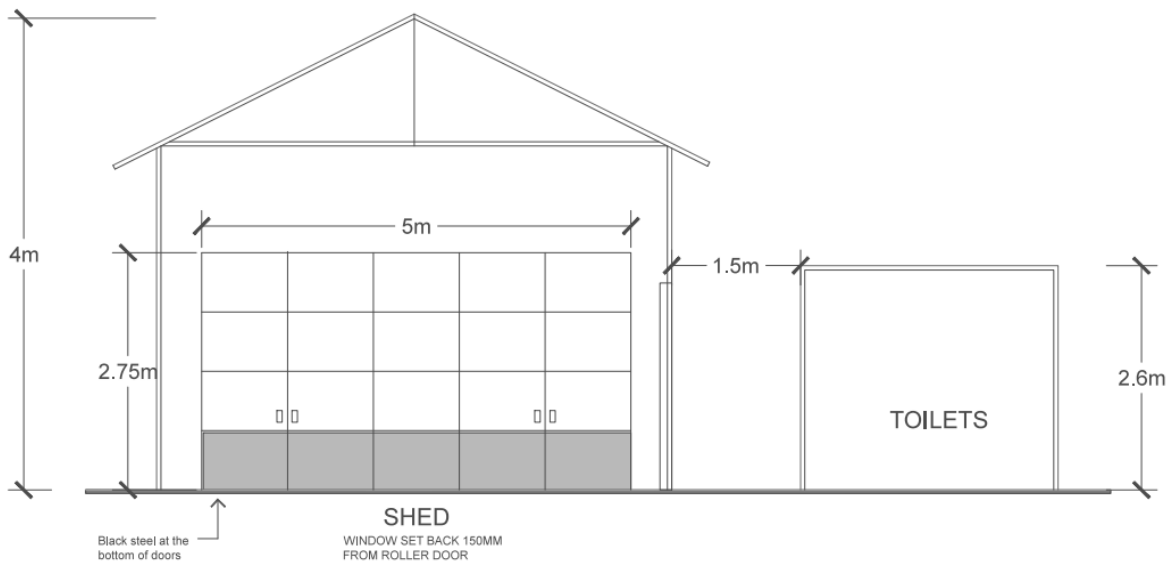 5m
4m
1.5m
2.75m
2.6m
TOILETS
SHED
Black steel at the
bottom of doors
WINDOW SET BACK 150MM
FROM ROLLER DOOR